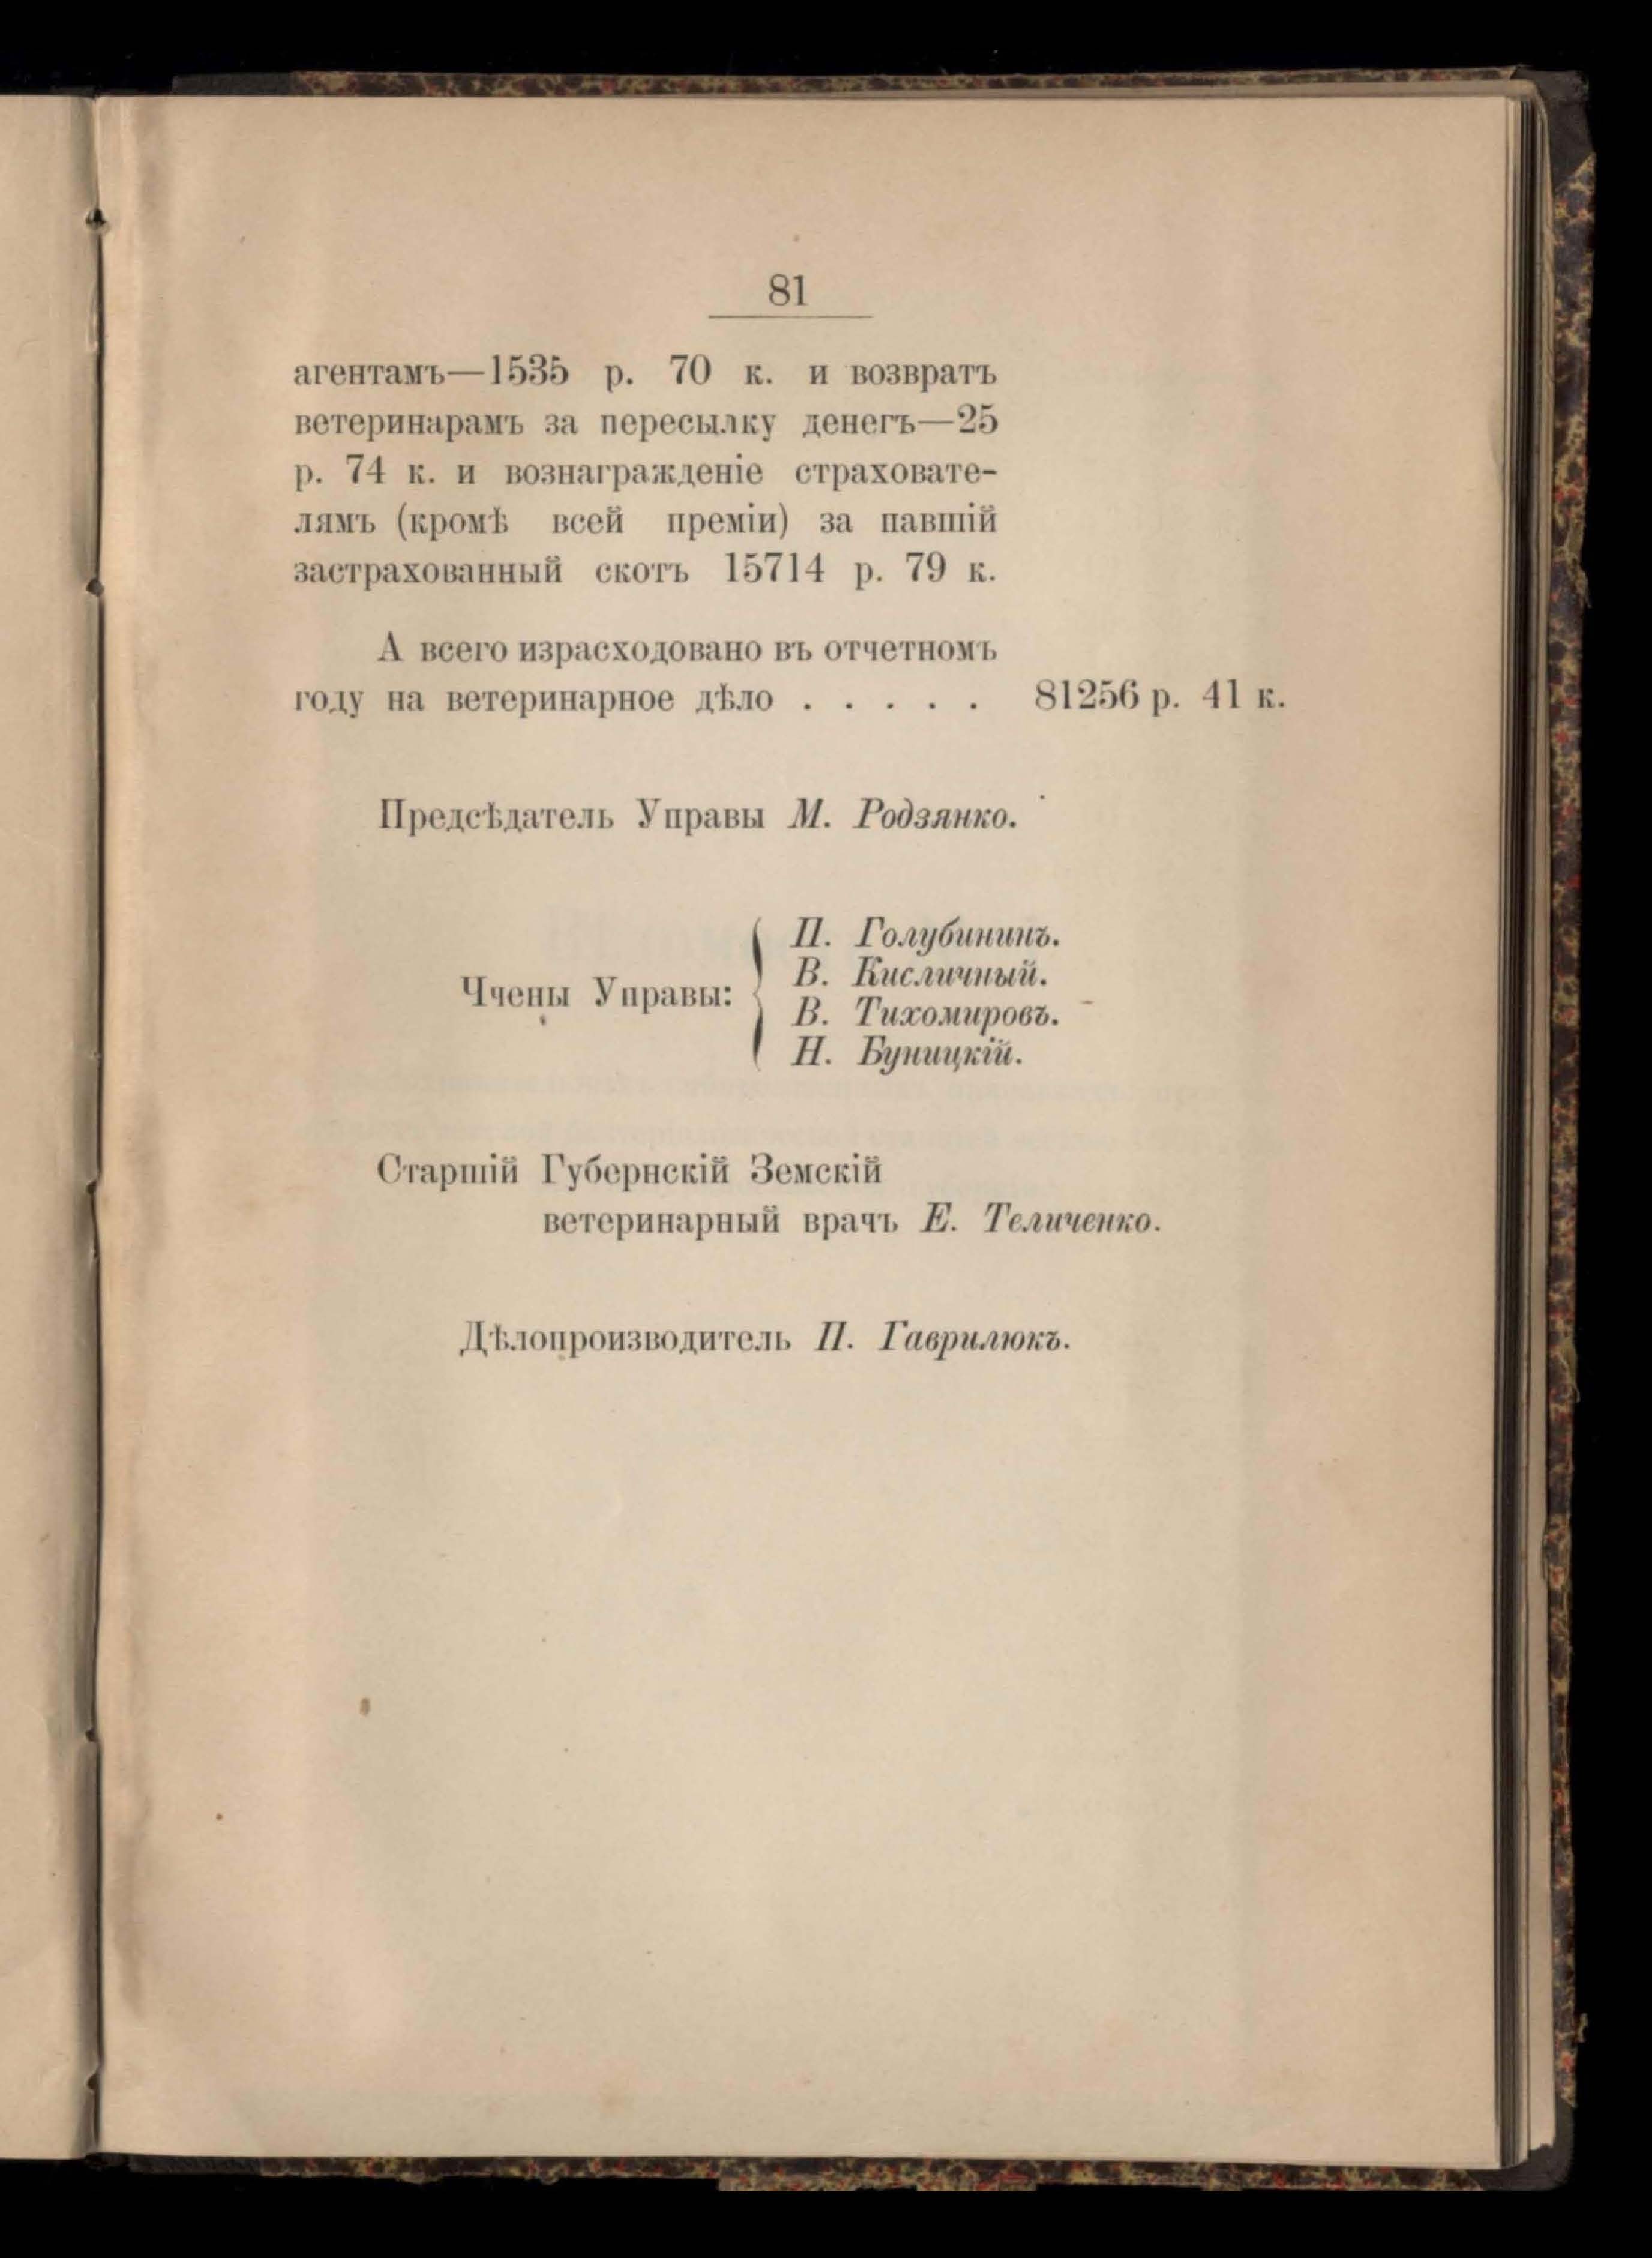 81
агентамъ—1535 р. 70 к. и возвратъ
ветеринарамъ за пересылку денегъ—25
р. 74 к. и вознагражденіе страховате-
лямъ (кромѣ всей преміи) за павшій
застрахованный скотъ 15714 р. 79 к.
А всего израсходовано въ отчетномъ
году на ветеринарное дѣло . . . . . 81256 р. 41 к.
Предсѣдатель Управы М. Родзянко.
Ччены Управы:
П. Голубининъ.
В. Кисличный.
В. Тихомировъ.
Н. Буницкій.
Старшій Губернскій Земскій
ветеринарный врачъ Е. Теличенко.
Дѣлопроизводитель П. Гаврилюкъ.